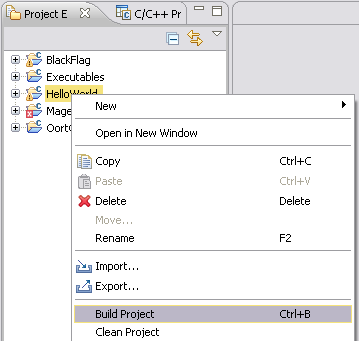 Project E
C/C++ Pr
BlackFlag
Executables
HelloWorld
Mage
Oort
New
Open in New Window
Copy Ctrl+C
Paste Ctrl+V
Delete Delete
Move...
Rename F2
Import...
Export...
Build Project Ctrl+B
Clean Project